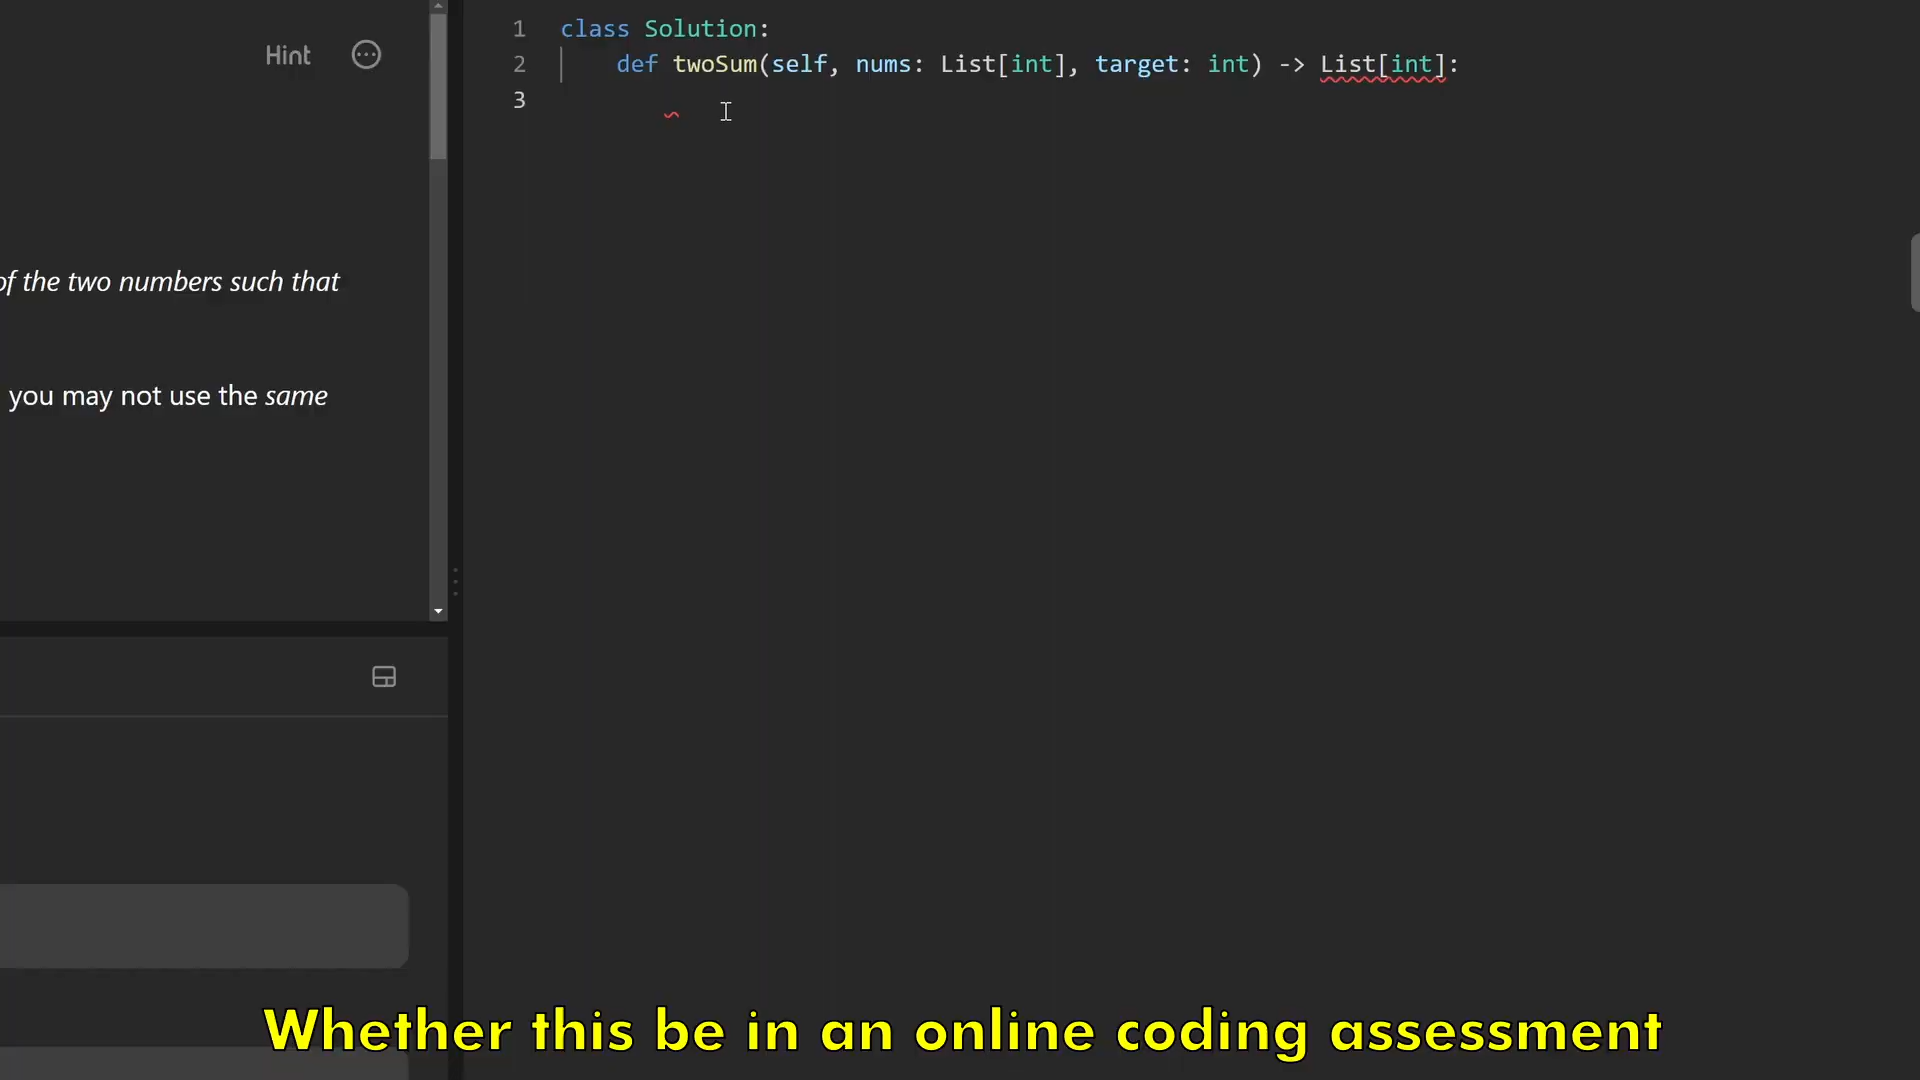 Hint
of the two numbers such that
you may not use the same
1 class Solution:
2 def twoSum(self, nums: List[int], target: int) -> List[int]:
3
Whether this be in an online coding assessment